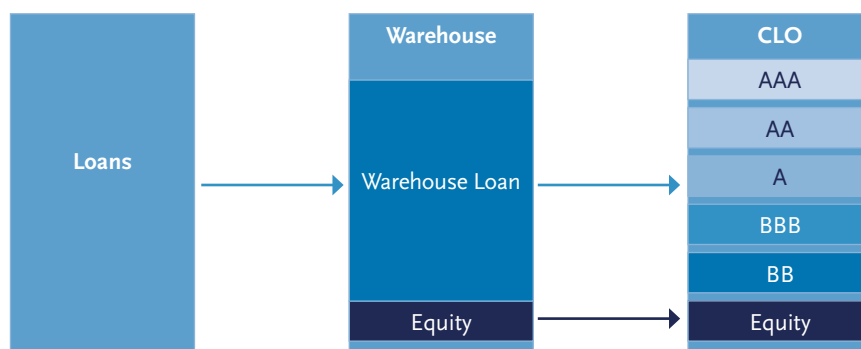 Loans
Warehouse
Warehouse Loan
Equity
CLO
AAA
AA
A
BBB
BB
Equity